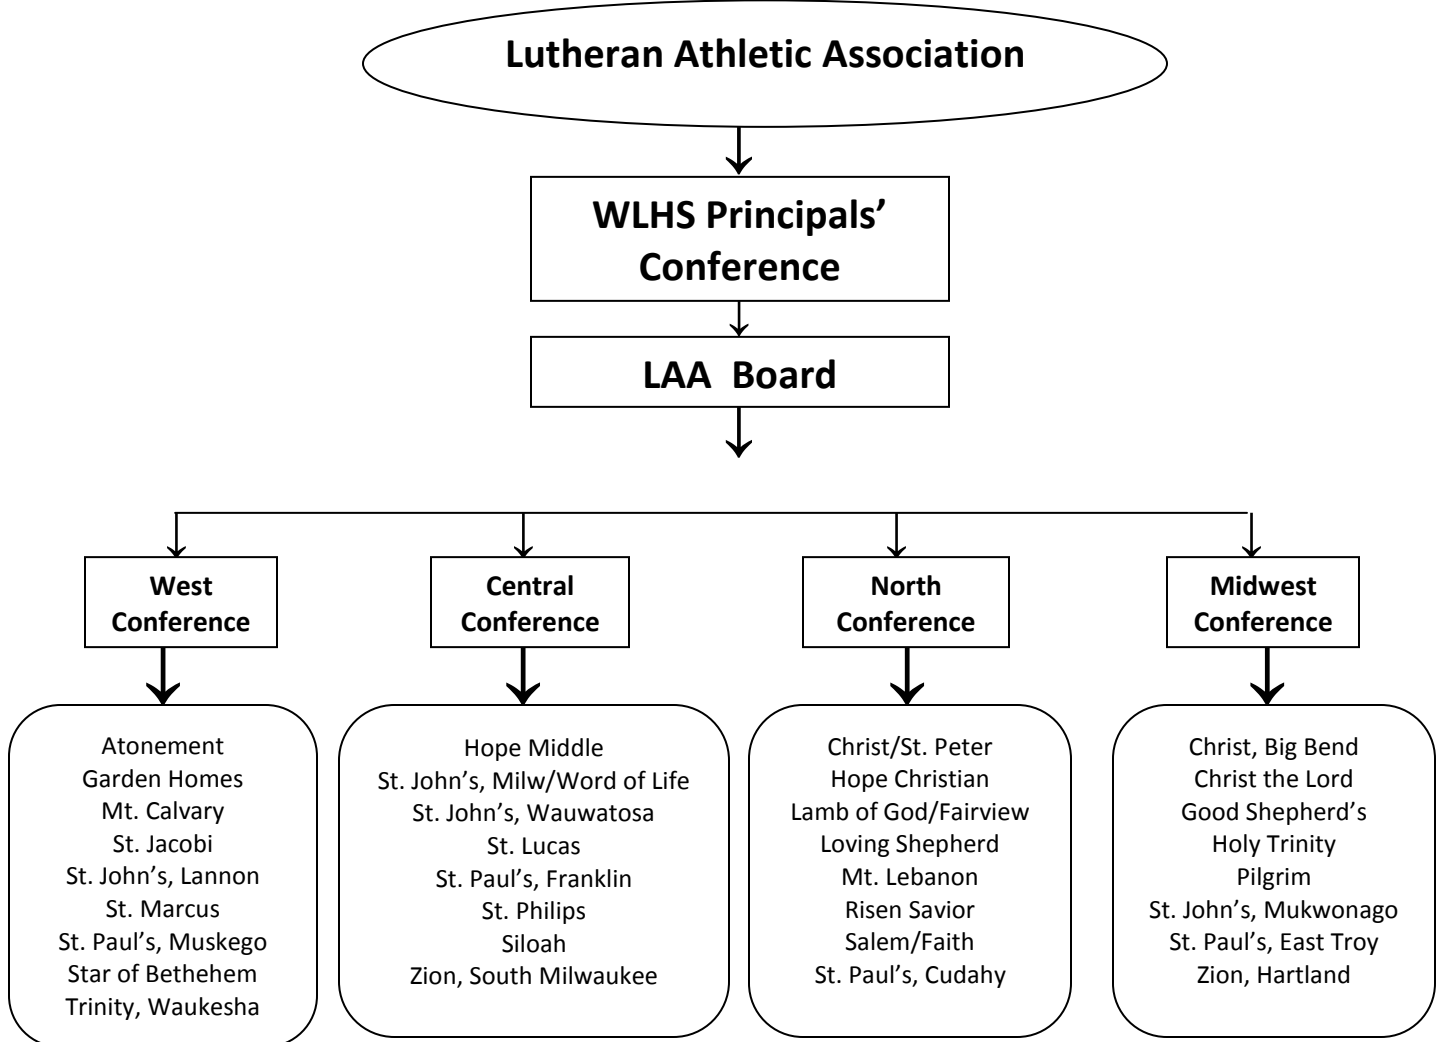 Lutheran Athletic Association
WLHS Principals’
Conference
LAA Board
West
Conference
Central
Conference
North
Conference
Midwest
Conference
Atonement
Garden Homes
Mt. Calvary
St. Jacobi
St. John’s, Lannon
St. Marcus
St. Paul’s, Muskego
Star of Bethehem
Trinity, Waukesha
Hope Middle
St. John’s, Milw/Word of Life
St. John’s, Wauwatosa
St. Lucas
St. Paul’s, Franklin
St. Philips
Siloah
Zion, South Milwaukee
Christ/St. Peter
Hope Christian
Lamb of God/Fairview
Loving Shepherd
Mt. Lebanon
Risen Savior
Salem/Faith
St. Paul’s, Cudahy
Christ, Big Bend
Christ the Lord
Good Shepherd’s
Holy Trinity
Pilgrim
St. John’s, Mukwonago
St. Paul’s, East Troy
Zion, Hartland